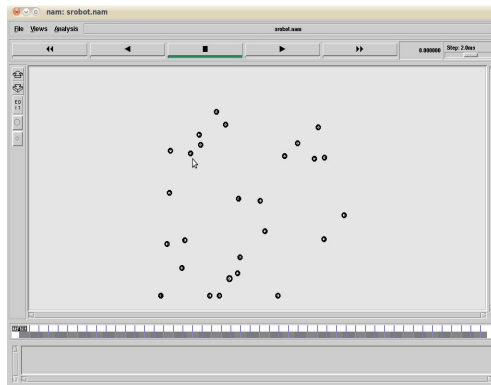 nam: srobot.nam
File Views Analysis srobot.nam
0.000000 Step: 2.0ms